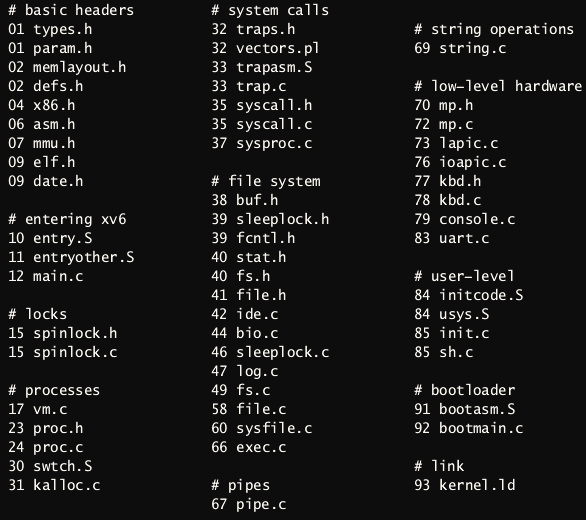 # basic headers
01 types.h
01 param.h
02 memlayout.h
02 defs.h
04 x86.h
06 asm.h
07 mmu.h
09 elf.h
09 date.h
# entering xv6
10 entry.S
11 entryother.S
12 main.c
# locks
15 spinlock.h
15 spinlock.c
# processes
17 vm.c
23 proc.h
24 proc.c
30 swtch.S
31 kalloc.c
# system calls
32 traps.h
32 vectors.pl
33 trapasm.S
33 trap.c
35 syscall.h
35 syscall.c
37 sysproc.c
# file system
38 buf.h
39 sleeplock.h
39 fcntl.h
40 stat.h
40 fs.h
41 file.h
42 ide.c
44 bio.c
46 sleeplock.c
47 log.c
49 fs.c
58 file.c
60 sysfile.c
66 exec.c
# pipes
67 pipe.c
# string operations
69 string.c
# low-level hardware
70 mp.h
72 mp.c
73 lapic.c
76 ioapic.c
77 kbd.h
78 kbd.c
79 console.c
83 uart.c
# user-level
84 initcode.S
84 usys.S
85 init.c
85 sh.c
# bootloader
91 bootasm.S
92 bootmain.c
# link
93 kernel.ld